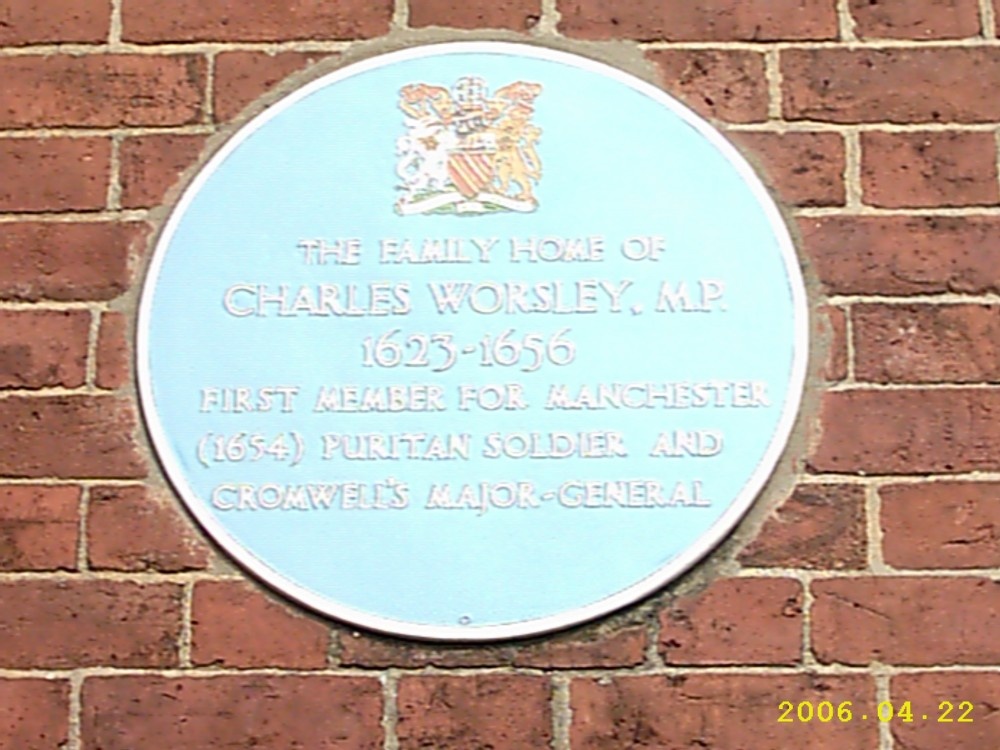 THE FAMILY HOME OF
CHARLES WORSLEY, M.P.
1623-1656
FIRST MEMBER FOR MANCHESTER
(1654) PURITAN SOLDIER AND
CROMWELL'S MAJOR-GENERAL
2006.04.22